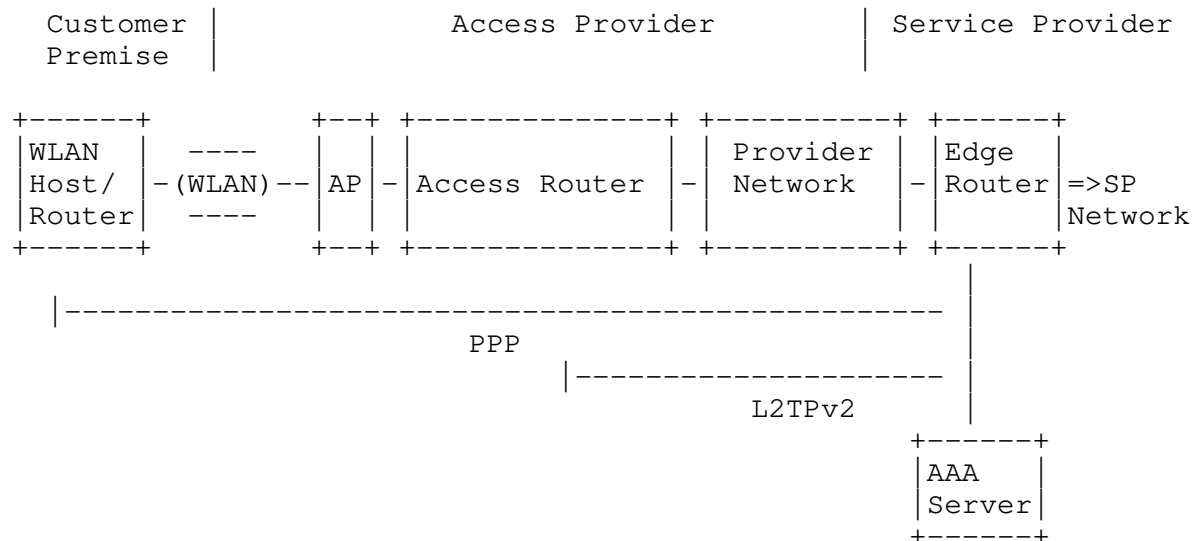 Customer | Access Provider | Service Provider
Premise | |
+------+ +--+ +--------------+ +----------+ +------+
|WLAN | ---- | | | | | Provider | |Edge |
|Host/ |-(WLAN)--|AP|-|Access Router |-| Network |-|Router|=>SP
|Router| ---- | | | | | | | |Network
+------+ +--+ +--------------+ +----------+ +------+
|
|-------------------------------------------------- |
PPP |
|--------------------- |
L2TPv2 |
+------+
|AAA |
|Server|
+------+